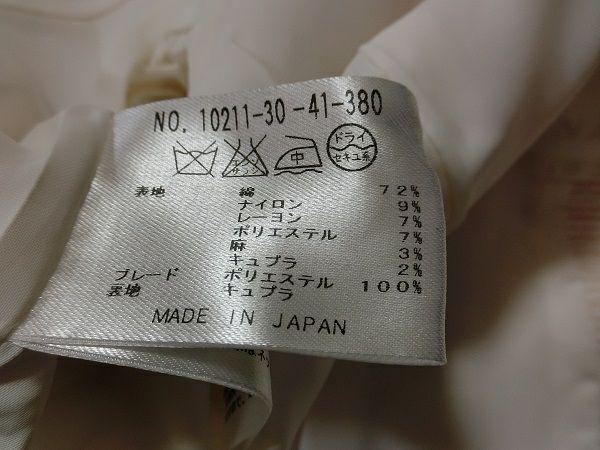 NO. 10211-30-41-380
中 ドライ
セキユ系
表地 綿 72%
ナイロン 9%
レーヨン 7%
ポリエステル 7%
麻 3%
キュプラ 2%
ブレード ポリエステル 100%
表地 キュプラ
MADE IN JAPAN